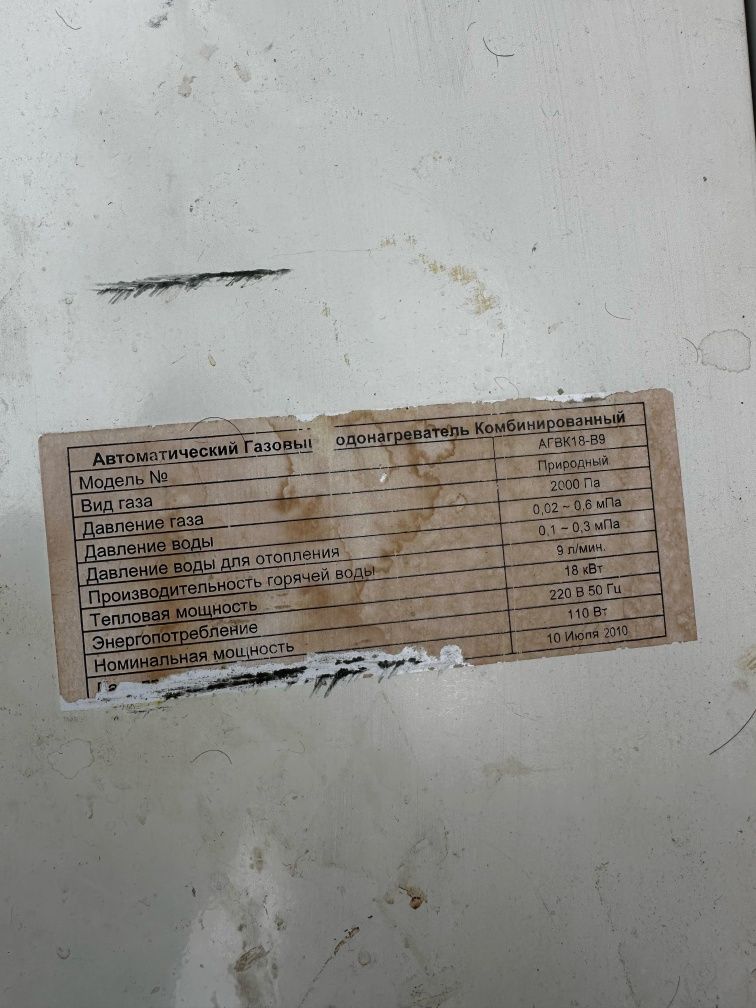 Автоматический Газовы одонагреватель Комбинированный
Модель № АГВК18-В9
Вид газа Природный
Давление газа 2000 Па
Давление воды 0,02 ~ 0,6 мПа
Давление воды для отопления 0,1 ~ 0,3 мПа
Производительность горячей воды 9 л/мин.
Тепловая мощность 18 кВт
Энергопотребление 220 В 50 Гц
Номинальная мощность 110 Вт
10 Июля 2010